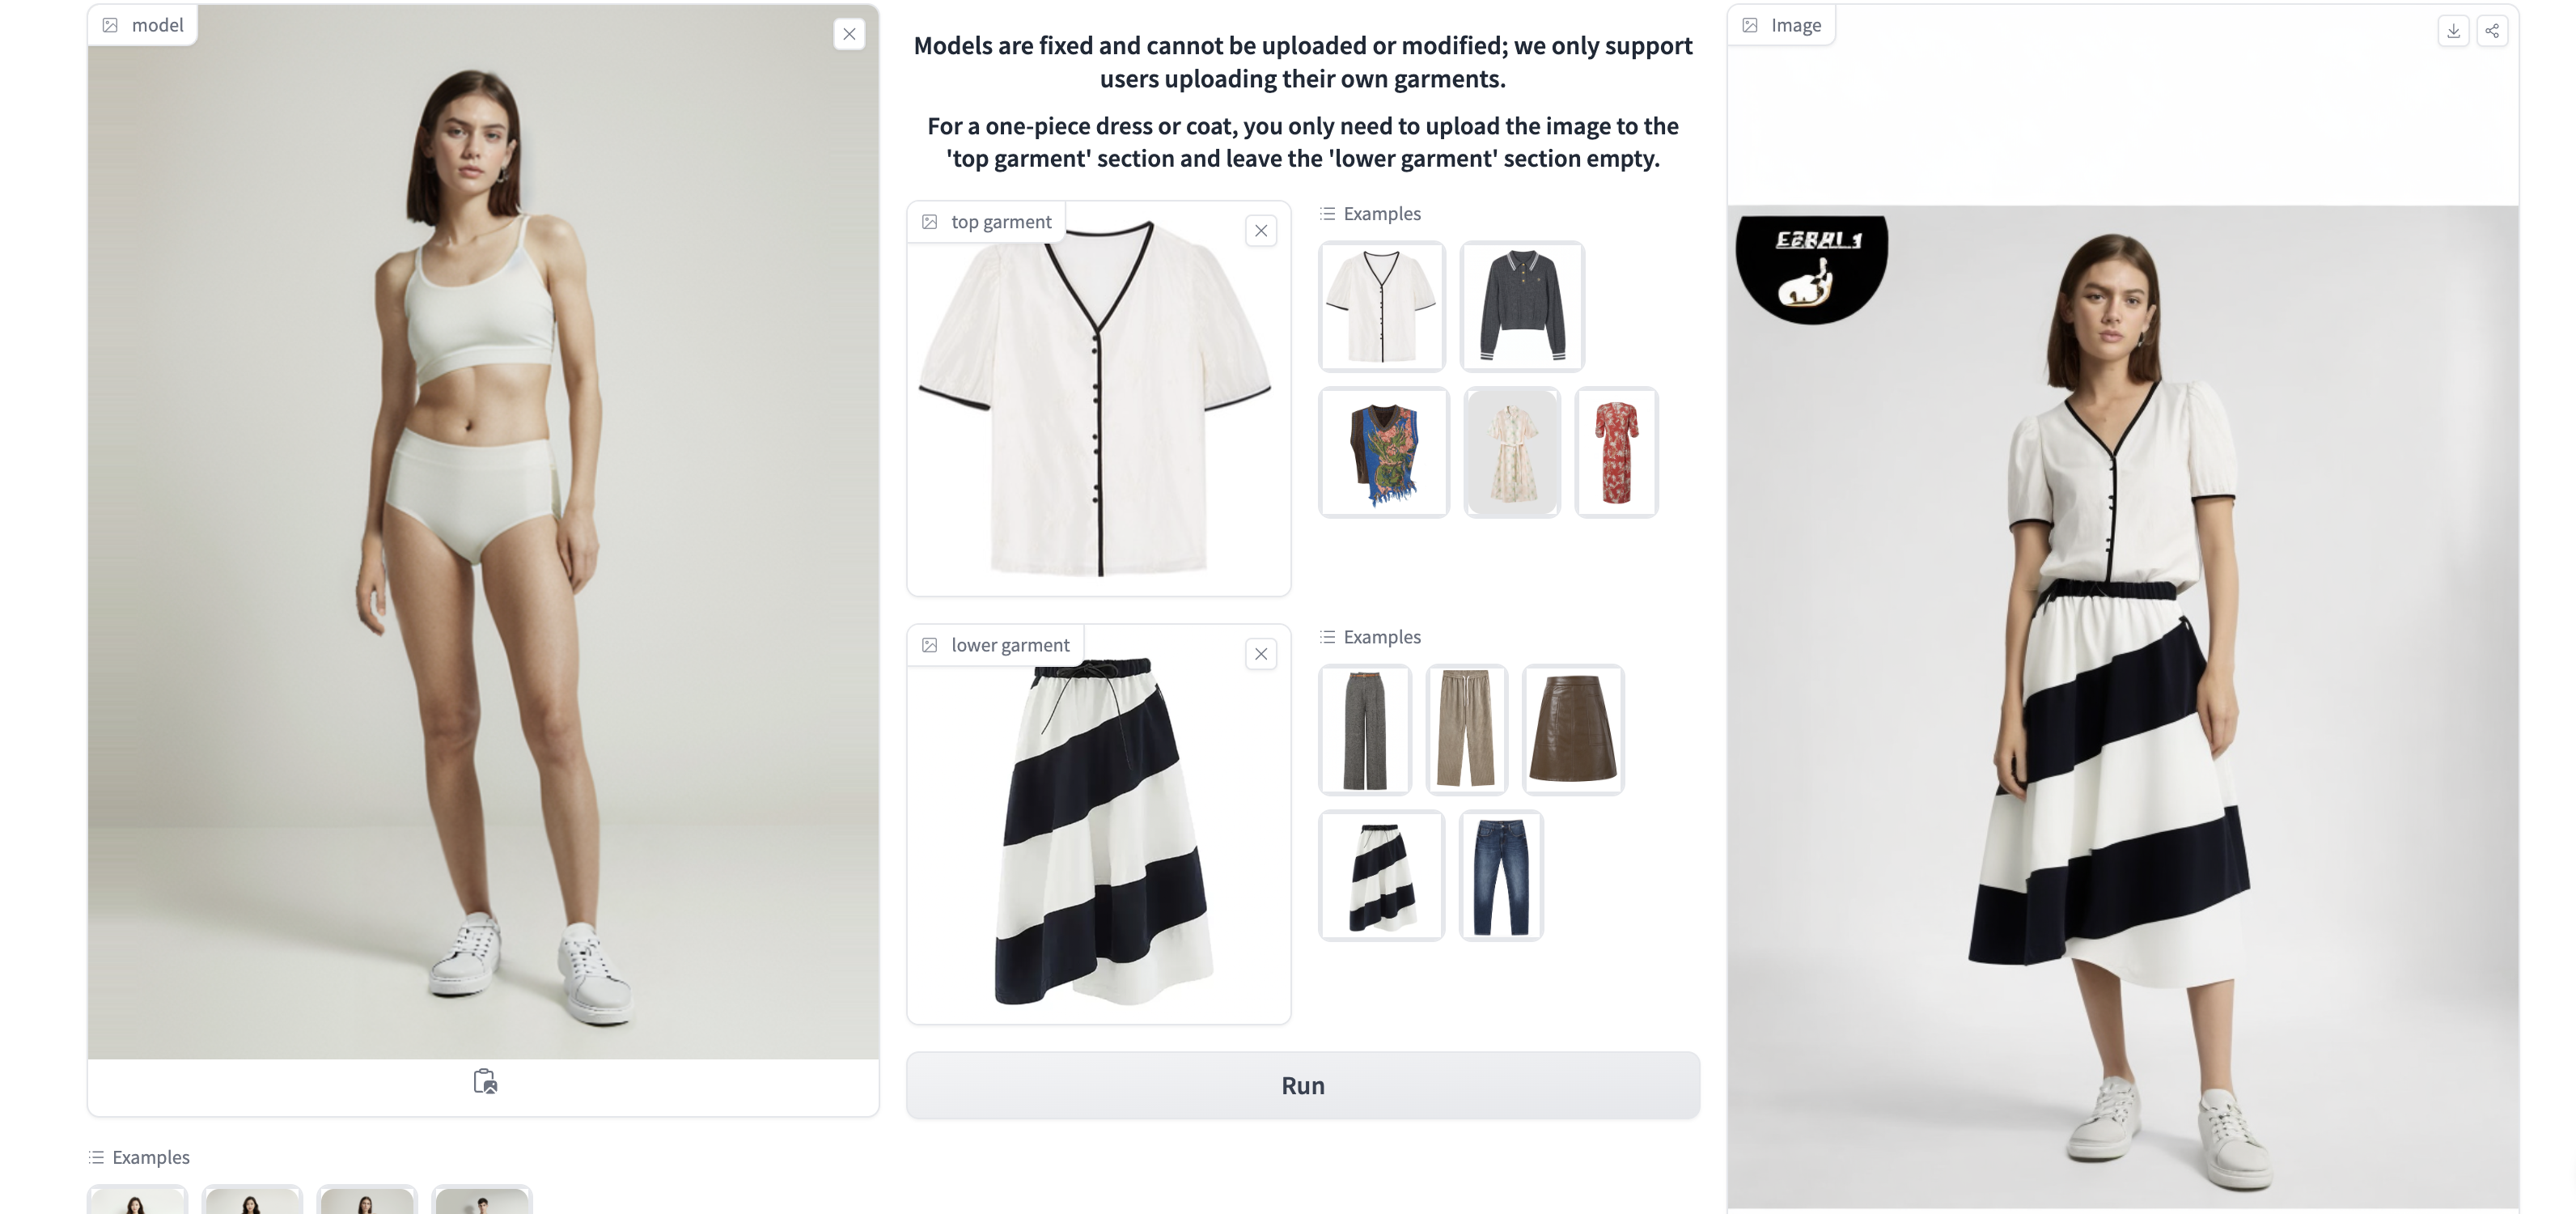 model
Models are fixed and cannot be uploaded or modified; we only support
users uploading their own garments.
For a one-piece dress or coat, you only need to upload the image to the
'top garment' section and leave the 'lower garment' section empty.
top garment
Examples
lower garment
Examples
Run
Examples
Image